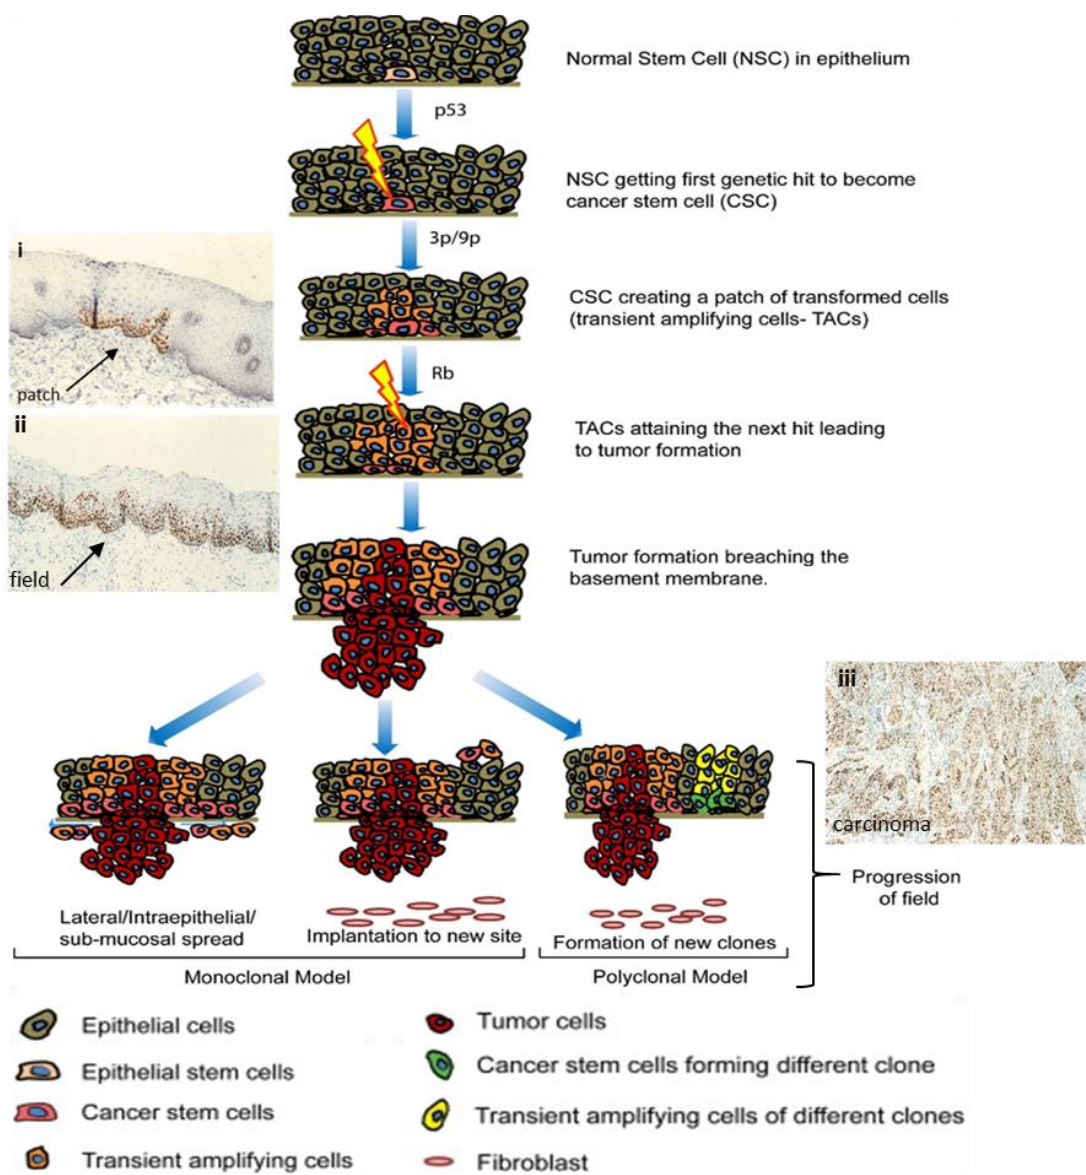 Normal Stem Cell (NSC) in epithelium
p53
NSC getting first genetic hit to become
cancer stem cell (CSC)
3p/9p
i
patch
CSC creating a patch of transformed cells
(transient amplifying cells- TACs)
Rb
ii
field
TACs attaining the next hit leading
to tumor formation
Tumor formation breaching the
basement membrane.
iii
carcinoma
Progression
of field
Lateral/Intraepithelial/
sub-mucosal spread
Implantation to new site
Formation of new clones
Monoclonal Model
Polyclonal Model
Epithelial cells
Epithelial stem cells
Cancer stem cells
Transient amplifying cells
Tumor cells
Cancer stem cells forming different clone
Transient amplifying cells of different clones
Fibroblast